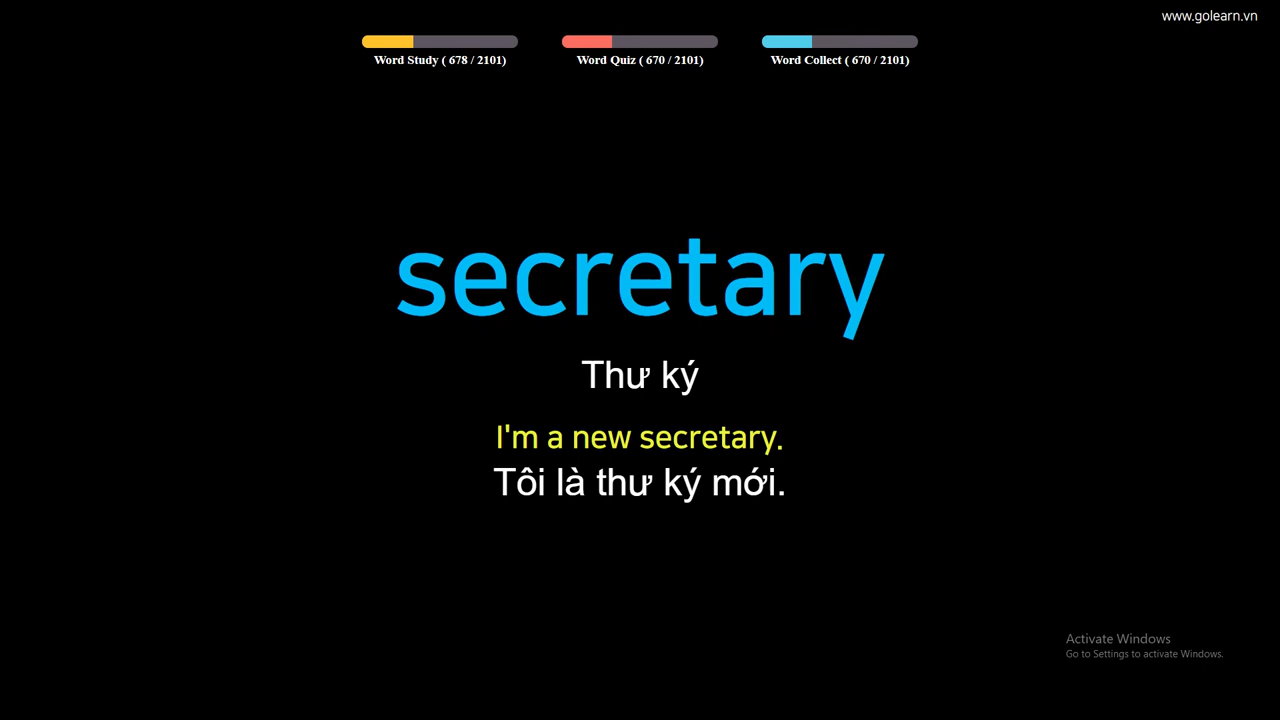 www.golearn.vn
Word Study ( 678 / 2101)
Word Quiz ( 670 / 2101)
Word Collect ( 670 / 2101)
secretary
Thư ký
I'm a new secretary.
Tôi là thư ký mới.
Activate Windows
Go to Settings to activate Windows.